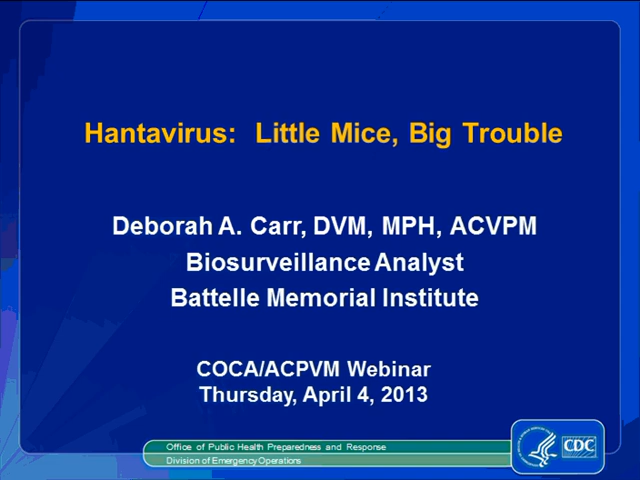 Hantavirus: Little Mice, Big Trouble
Deborah A. Carr, DVM, MPH, ACVPM
Biosurveillance Analyst
Battelle Memorial Institute
COCA/ACPVM Webinar
Thursday, April 4, 2013
Office of Public Health Preparedness and Response
Division of Emergency Operations
CDC